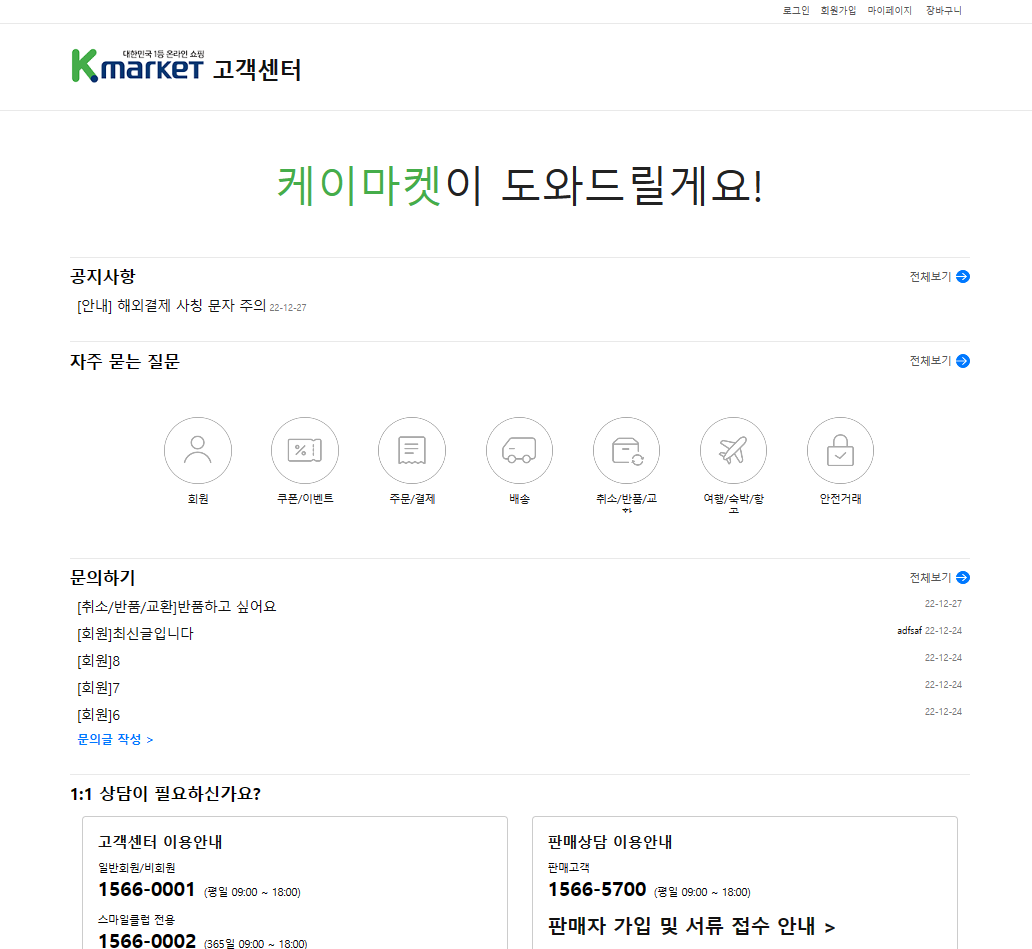 로그인 회원가입 마이페이지 장바구니
대한민국 1등 온라인 쇼핑
Kmarket 고객센터
케이마켓이 도와드릴게요!
공지사항 전체보기
[안내] 해외결제 사칭 문자 주의 22-12-27
자주 묻는 질문 전체보기
회원 쿠폰/이벤트 주문/결제 배송 취소/반품/교 여행/숙박/항 안전거래
문의하기 전체보기
[취소/반품/교환]반품하고 싶어요 22-12-27
[회원]최신글입니다 adfsaf 22-12-24
[회원]8 22-12-24
[회원]7 22-12-24
[회원]6 22-12-24
문의글 작성 >
1:1 상담이 필요하신가요?
고객센터 이용안내
일반회원/비회원
1566-0001 (평일 09:00 ~ 18:00)
스마일클럽 전용
1566-0002 (365일 09:00 ~ 18:00)
판매상담 이용안내
판매고객
1566-5700 (평일 09:00 ~ 18:00)
판매자 가입 및 서류 접수 안내 >